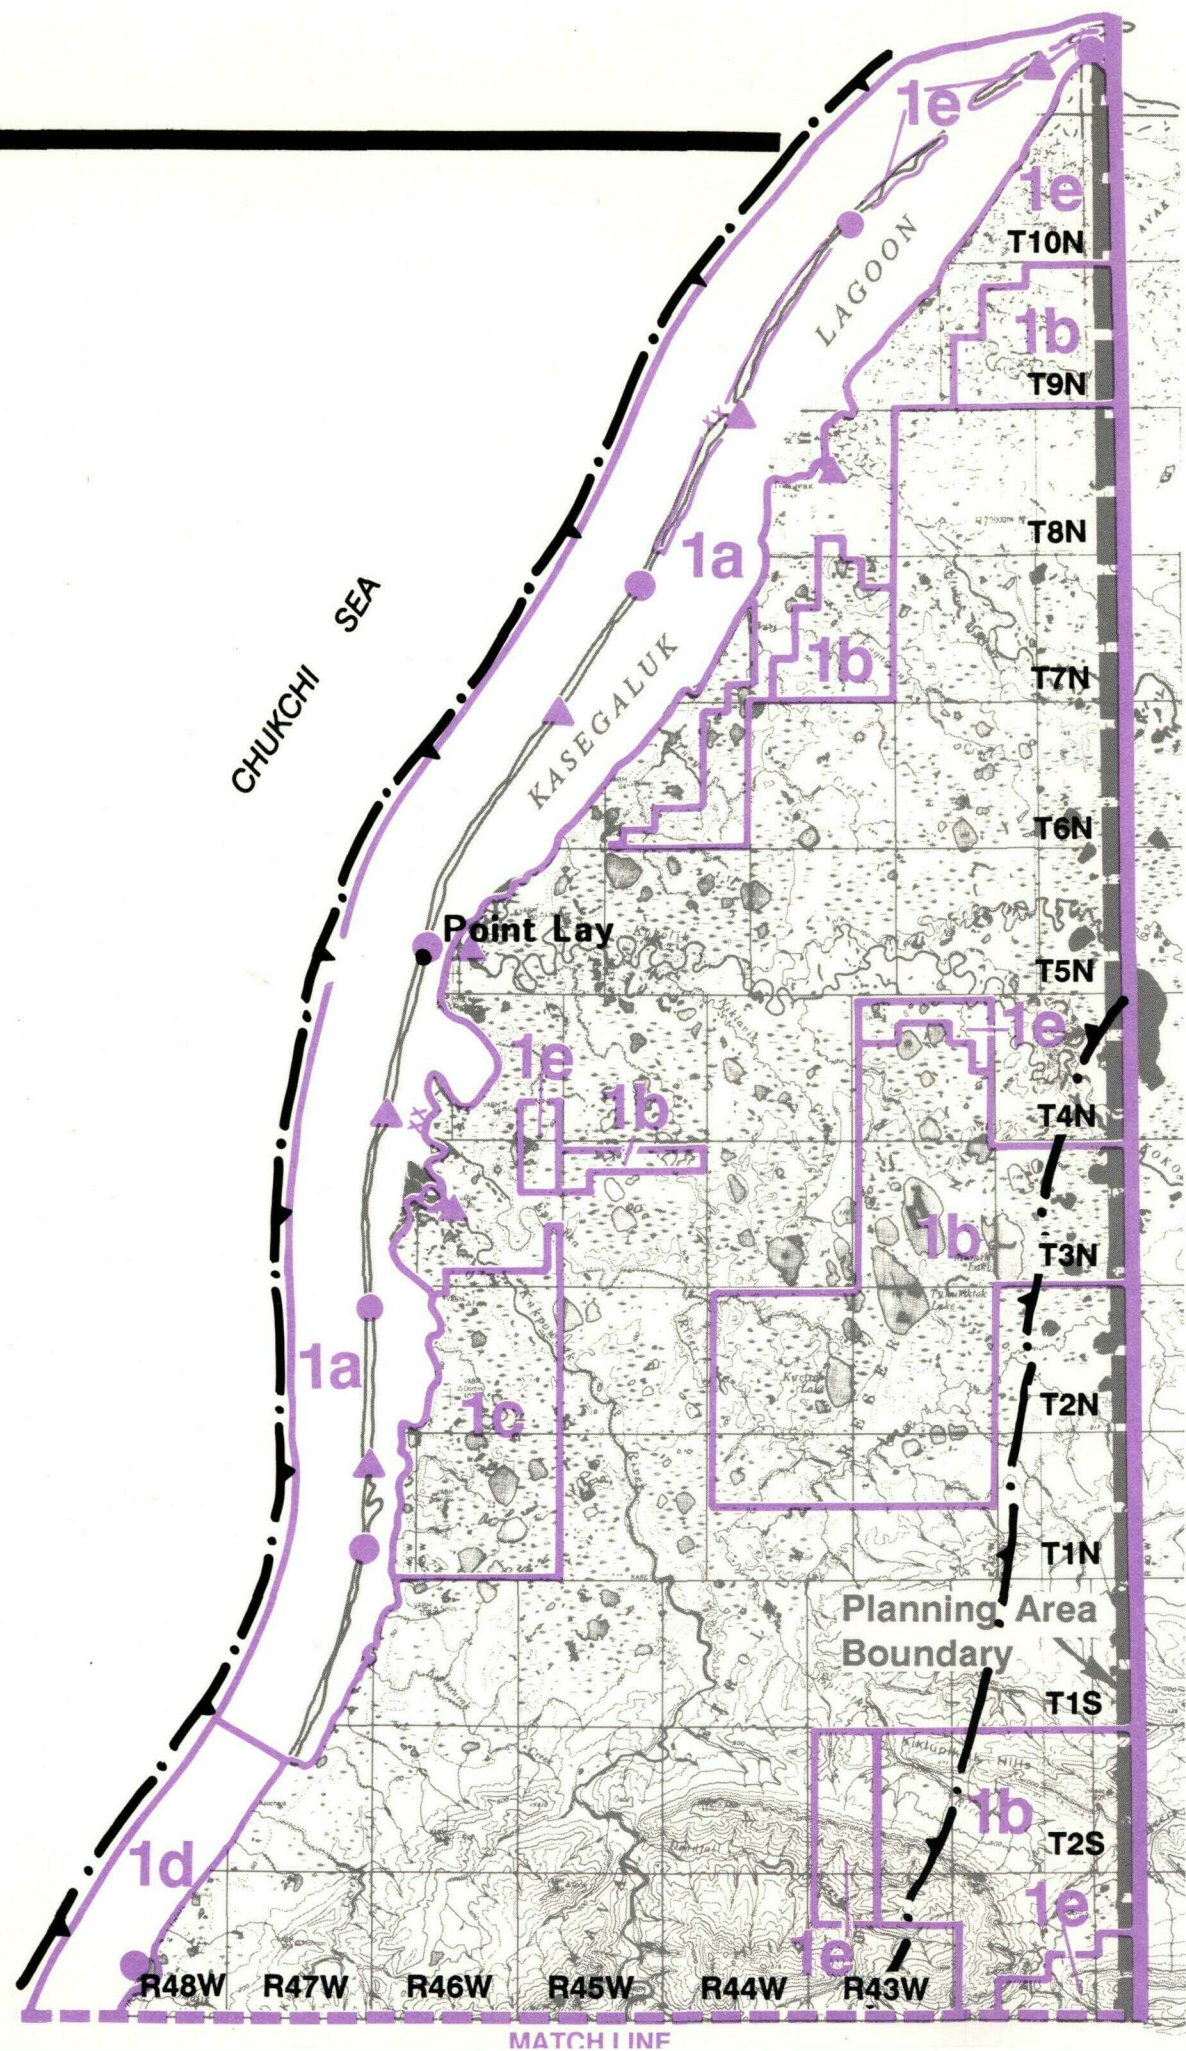 1e
1e
T10N
LAGOON
1b
T9N
T8N
1a
CHUKCHI SEA
1b
T7N
KASEGALUK
T6N
Point Lay
T5N
1e
1e
1b
T4N
1b
T3N
1a
1c
T2N
T1N
Planning Area
Boundary
T1S
1b
1d
T2S
1e
1e
R48W R47W R46W R45W R44W R43W
MATCH LINE